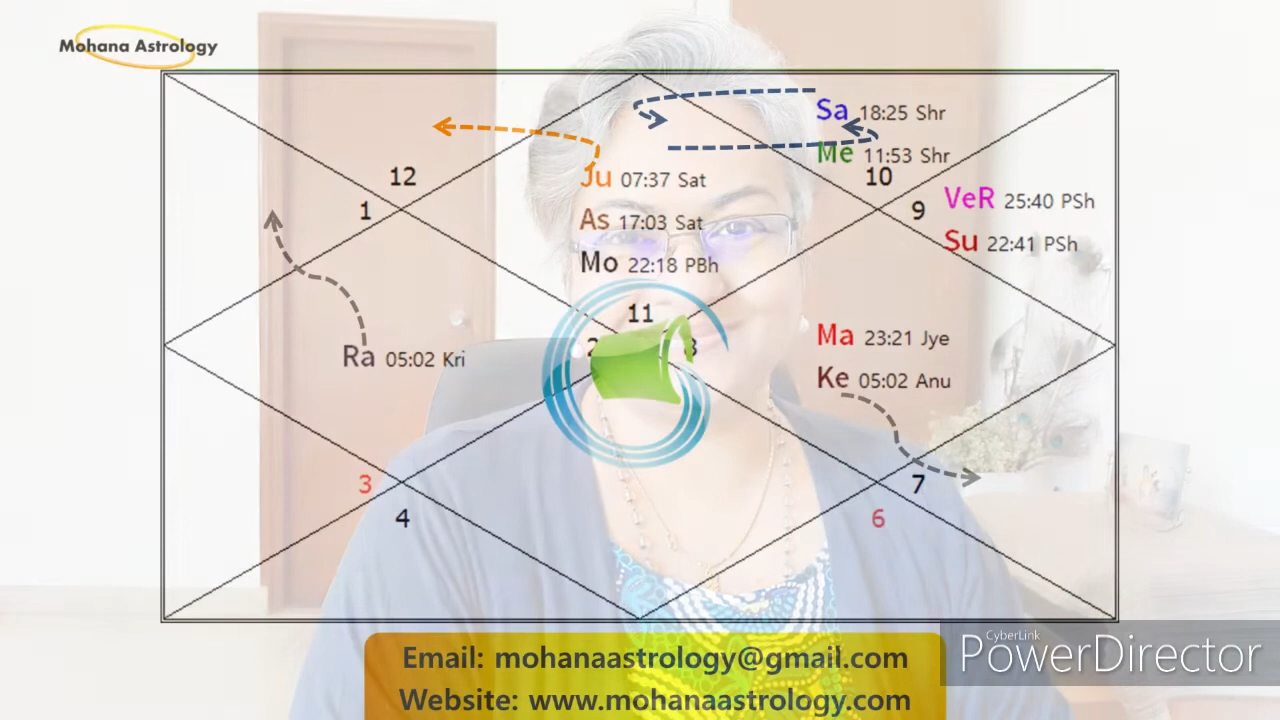 Mohana Astrology
Sa 18:25 Shr
Me 11:53 Shr
12
Ju 07:37 Sat
10
1
As 17:03 Sat
9
VeR 25:40 PSh
Su 22:41 PSh
Mo 22:18 PBh
11
2
8
Ma 23:21 Jye
Ra 05:02 Kri
Ke 05:02 Anu
3
7
4
6
Email: mohanaastrology@gmail.com
Website: www.mohanaastrology.com
CyberLink
PowerDirector